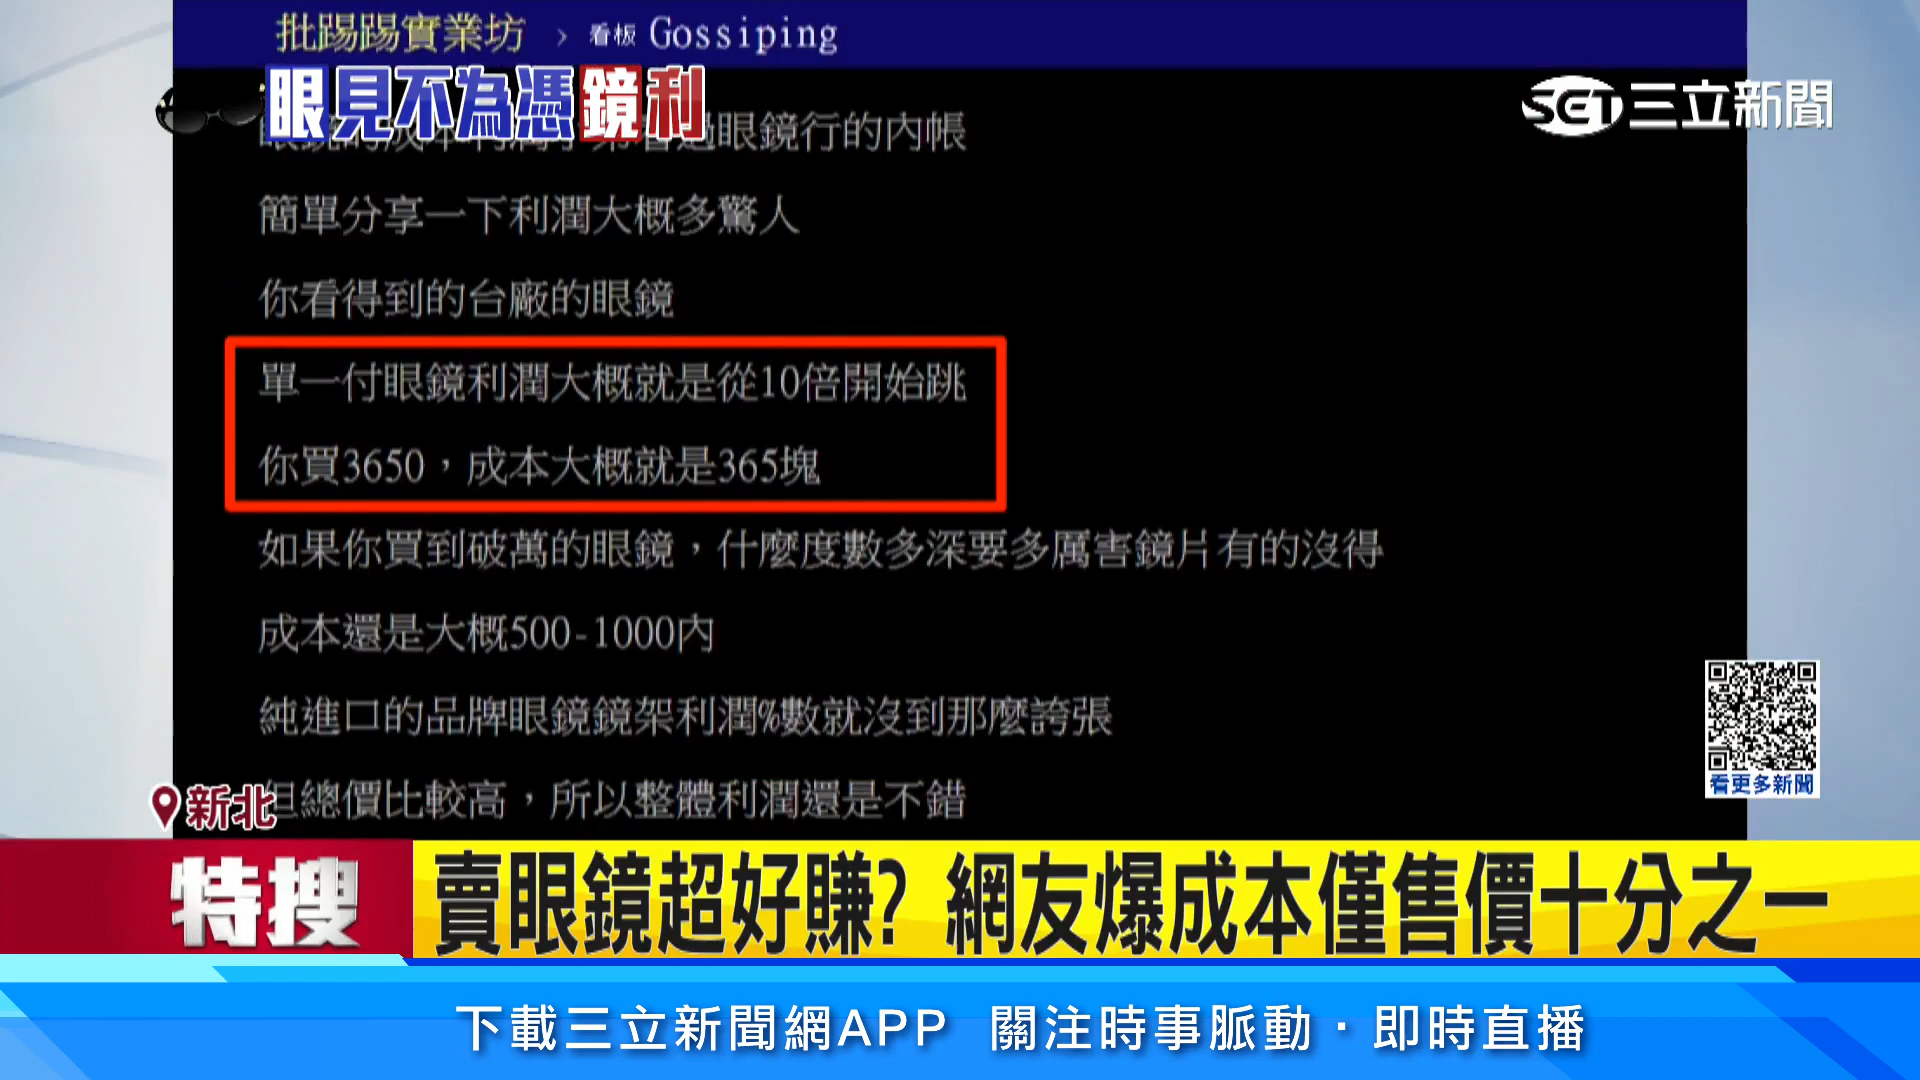 批踢踢實業坊 › 看板 Gossiping
眼見不為憑鏡利
SET三立新聞
眼鏡行的內帳
簡單分享一下利潤大概多驚人
你看得到的台廠的眼鏡
單一付眼鏡利潤大概就是從10倍開始跳
你買3650，成本大概就是365塊
如果你買到破萬的眼鏡，什麼度數多深要多厲害鏡片有的沒得
成本還是大概500-1000內
純進口的品牌眼鏡鏡架利潤%數就沒到那麼誇張
但總價比較高，所以整體利潤還是不錯
看更多新聞
新北
特搜
賣眼鏡超好賺? 網友爆成本僅售價十分之一
下載三立新聞網APP 關注時事脈動·即時直播